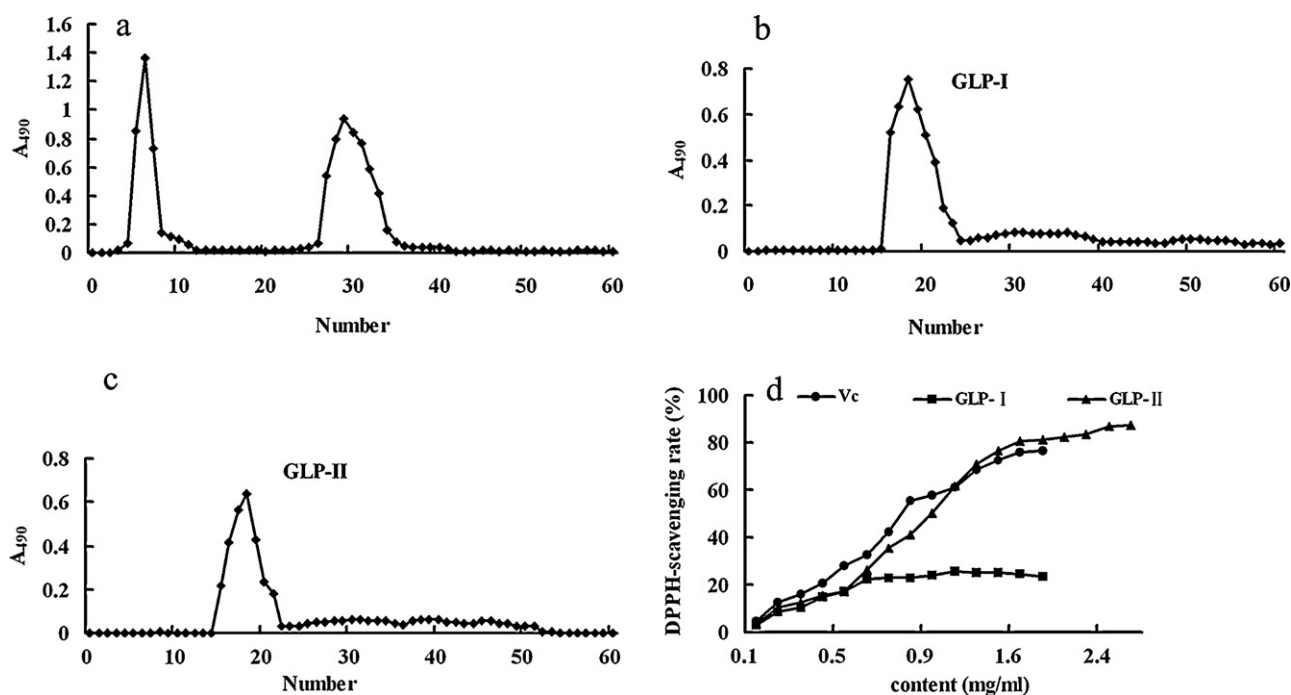 a
1.6
1.4
1.2
1
0.8
0.6
0.4
0.2
0
A490
0 10 20 30 40 50 60
Number
b
GLP-I
0.8
0.6
0.4
0.2
0
A490
0 10 20 30 40 50 60
Number
c
GLP-II
0.8
0.6
0.4
0.2
0
A490
0 10 20 30 40 50 60
Number
d
Vc GLP-Ⅰ GLP-Ⅱ
100
80
60
40
20
0
DPPH-scavenging rate (%)
0.1 0.5 0.9 1.6 2.4
content (mg/ml)